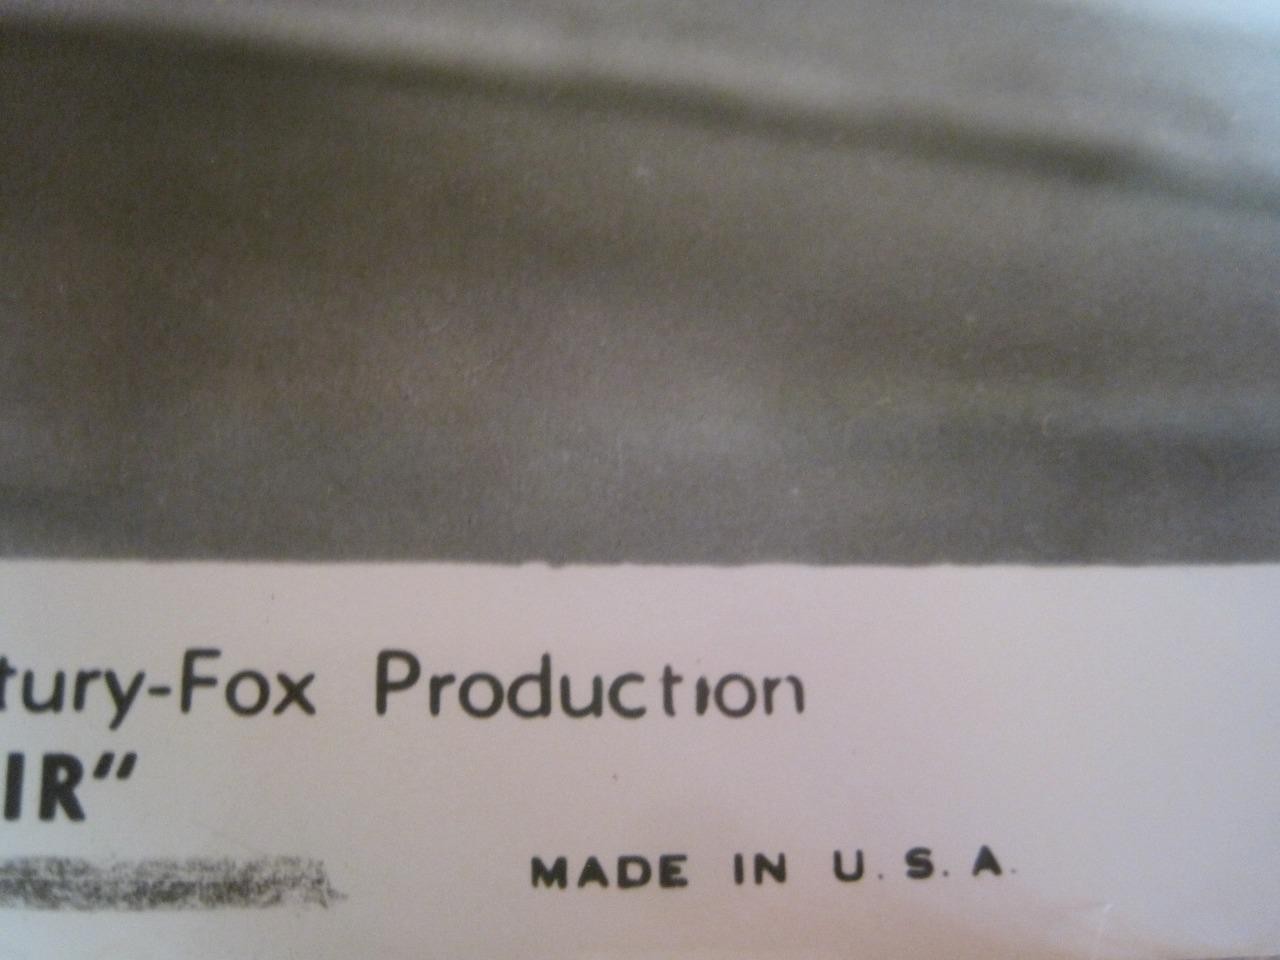 tury-Fox Production
IR"
MADE IN U.S.A.